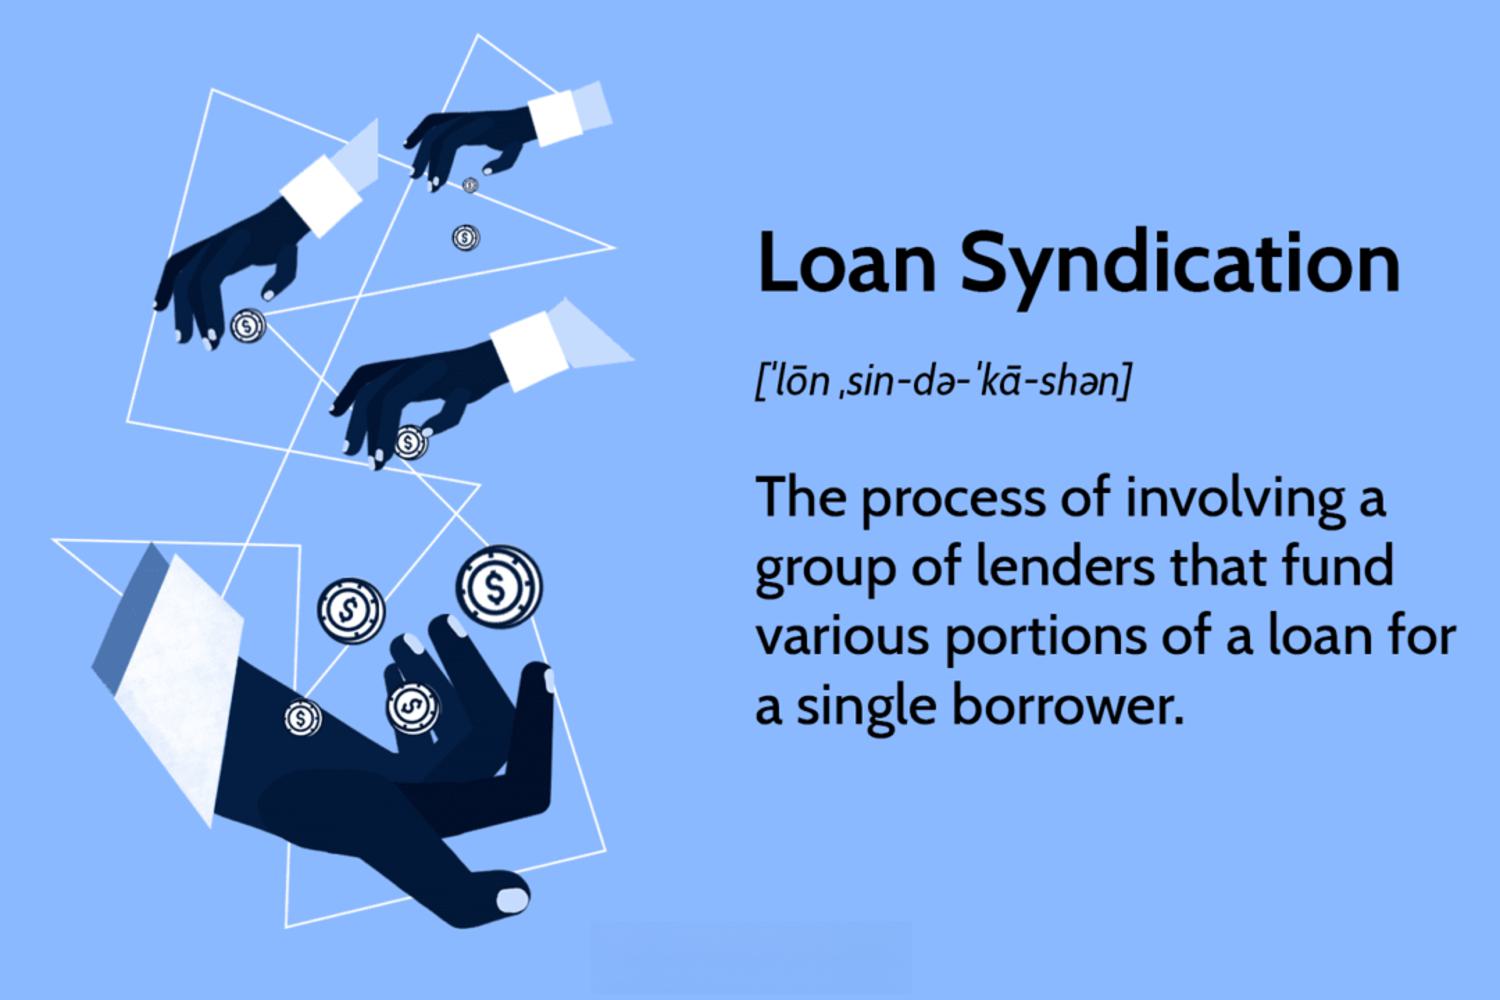 Loan Syndication
[ˈlōn ˌsin-də-ˈkā-shən]
The process of involving a
group of lenders that fund
various portions of a loan for
a single borrower.
$
$
$
$
$
$
$
$